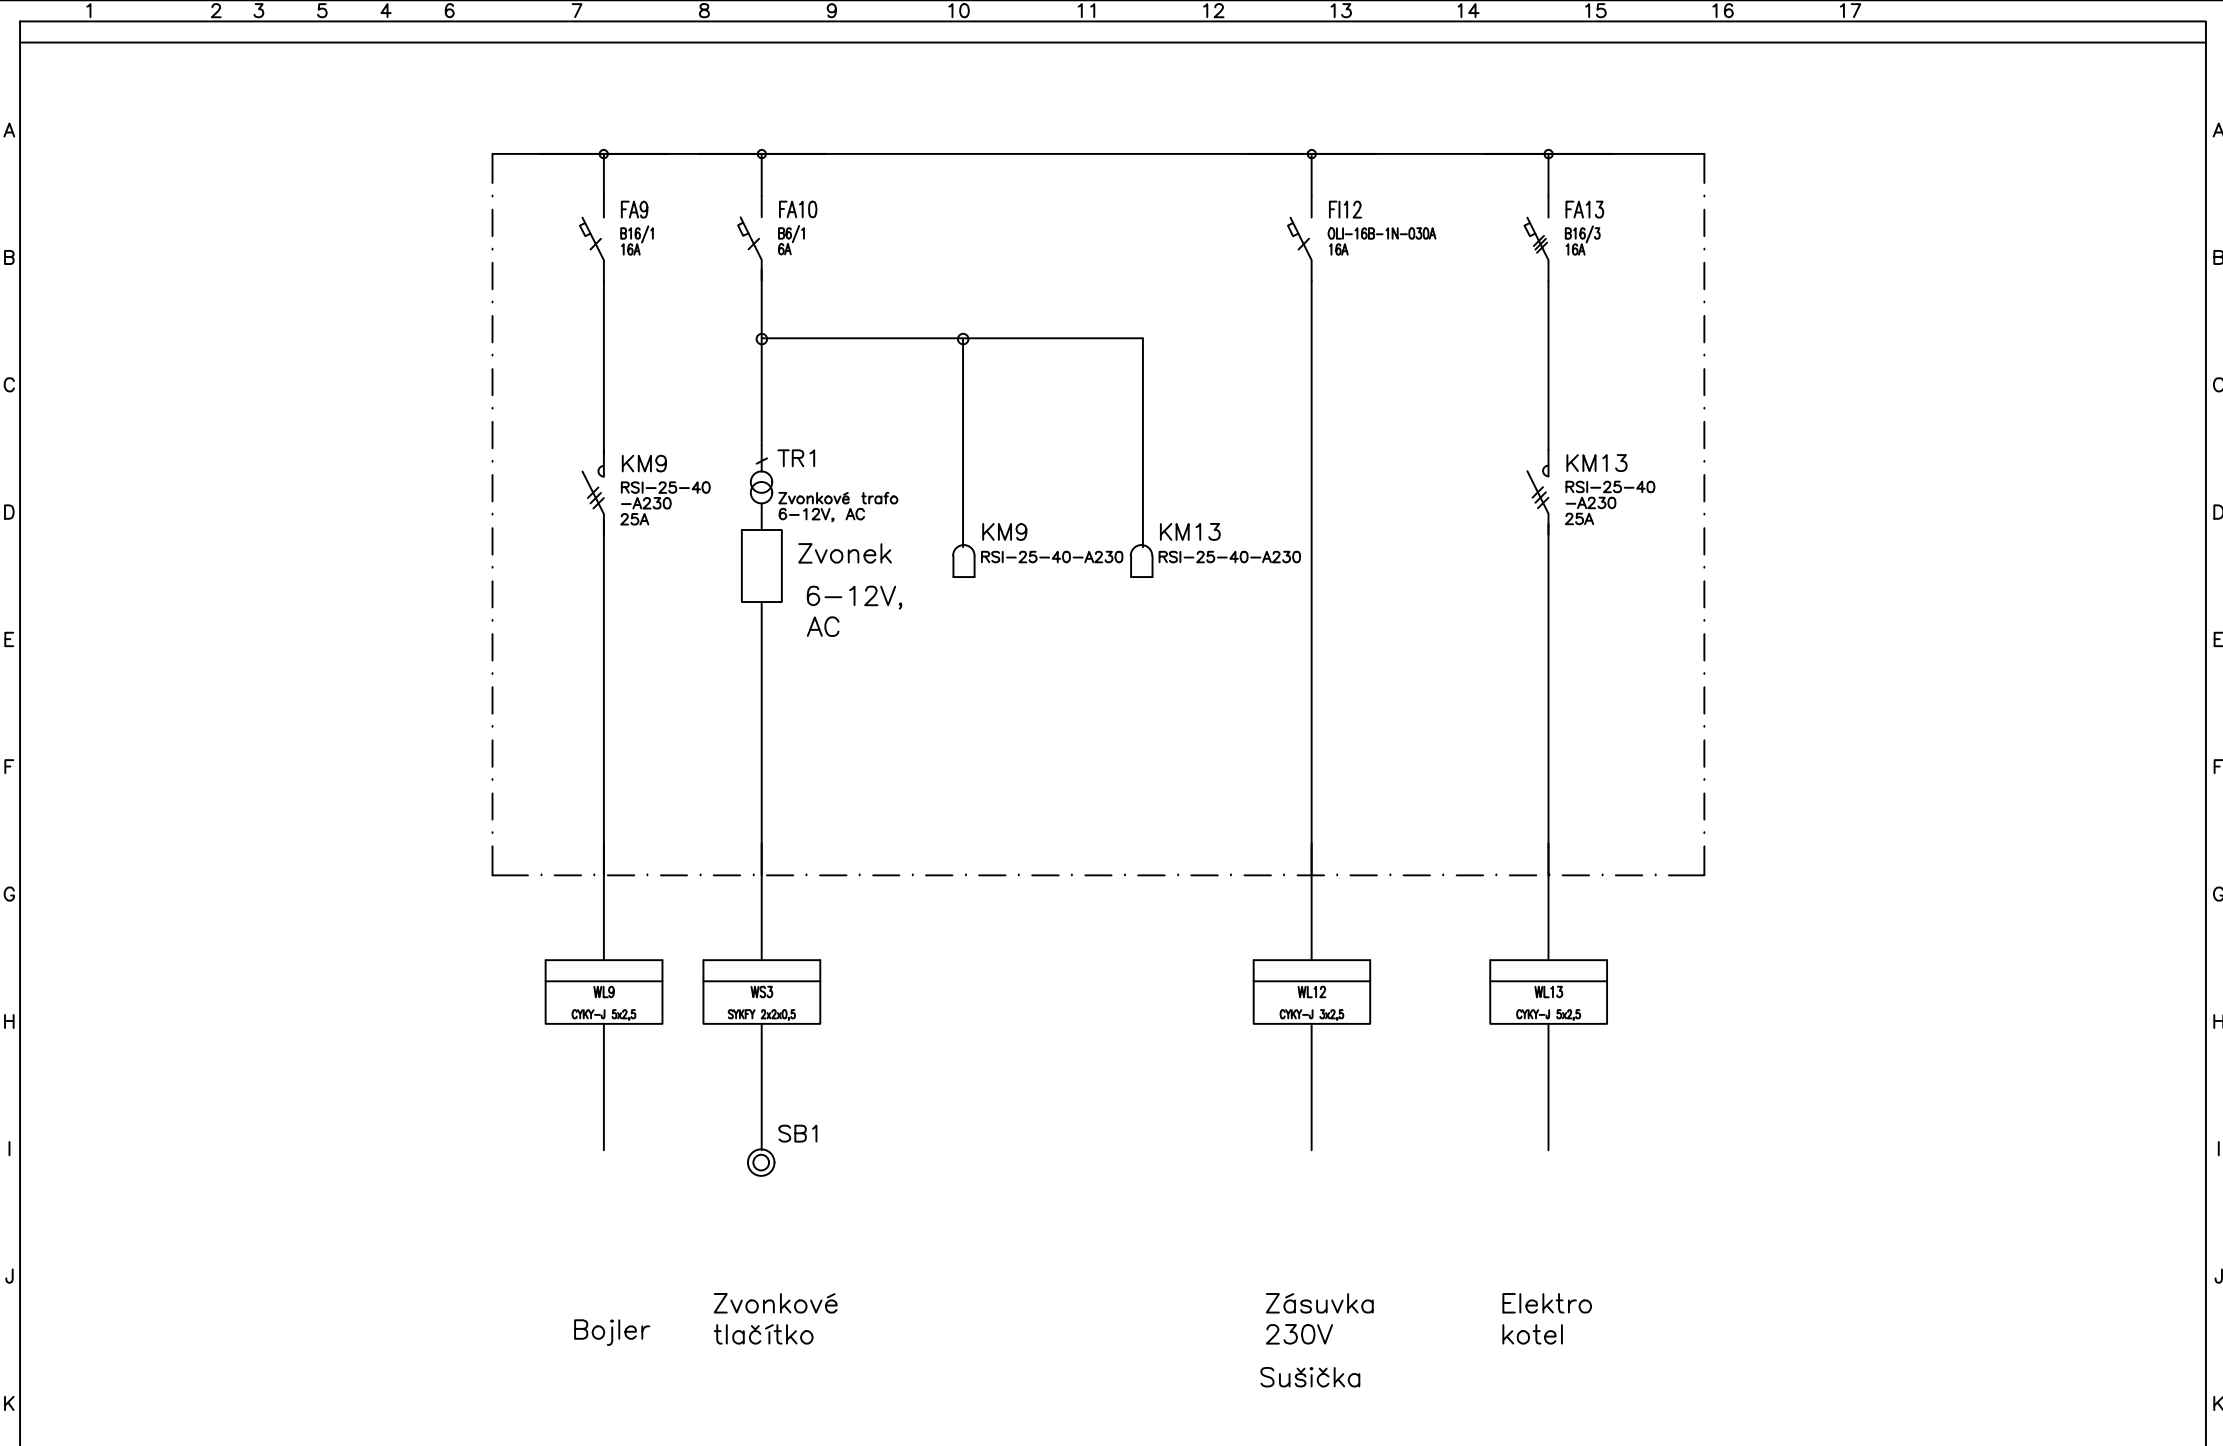 1 2 3 5 4 6 7 8 9 10 11 12 13 14 15 16 17
A A
FA9 FA10 FI12 FA13
B16/1 B6/1 OLI-16B-1N-030A B16/3
16A 6A 16A 16A
B B
C C
KM9 TR1 KM13
RSI-25-40 Zvonkové trafo RSI-25-40
-A230 6-12V, AC -A230
25A 25A
D D
KM9 KM13
RSI-25-40-A230 RSI-25-40-A230
Zvonek
6-12V,
AC
E E
F F
G G
WL9 WS3 WL12 WL13
CYKY-J 5x2,5 SYKFY 2x2x0,5 CYKY-J 3x2,5 CYKY-J 5x2,5
H H
SB1
I I
J J
Bojler
Zvonkové
tlačítko
Zásuvka
230V
Sušička
Elektro
kotel
K K